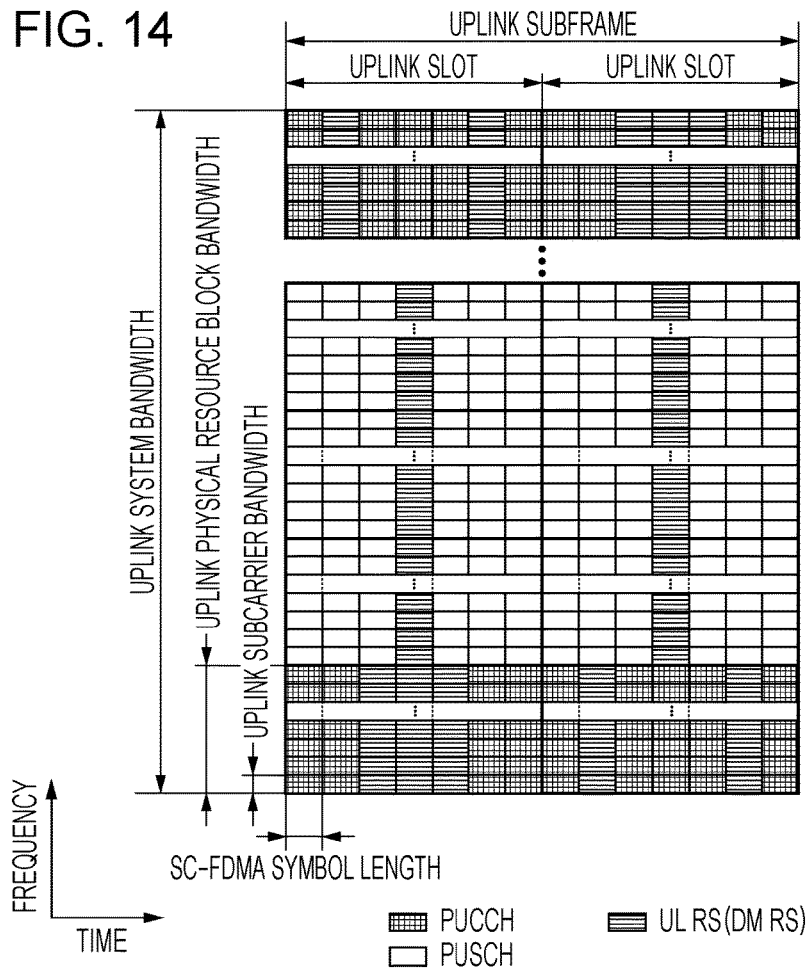 FIG. 14
UPLINK SUBFRAME
UPLINK SLOT
UPLINK SLOT
UPLINK SYSTEM BANDWIDTH
UPLINK PHYSICAL RESOURCE BLOCK BANDWIDTH
UPLINK SUBCARRIER BANDWIDTH
SC-FDMA SYMBOL LENGTH
FREQUENCY
TIME
PUCCH
UL RS(DM RS)
PUSCH